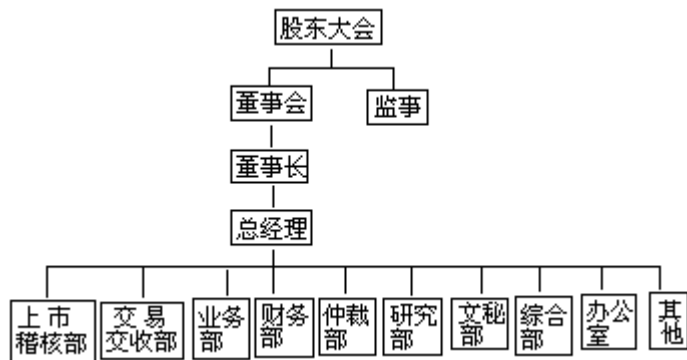 股东大会
董事会
监事
董事长
总经理
上市
稽核部
交易
交收部
业务
部
财务
部
仲裁
部
研究
部
文秘
部
综合
部
办公
室
其
他